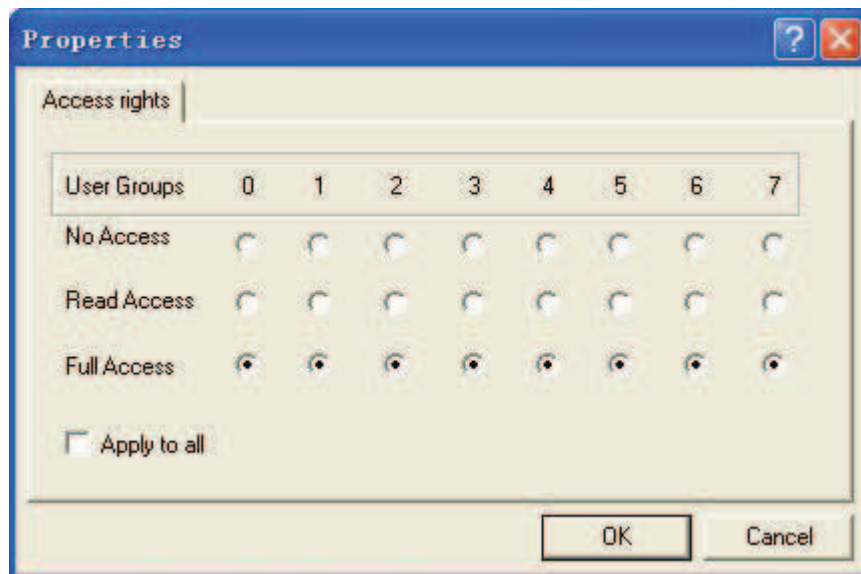 Properties
Access rights
User Groups 0 1 2 3 4 5 6 7
No Access
Read Access
Full Access
Apply to all
OK Cancel